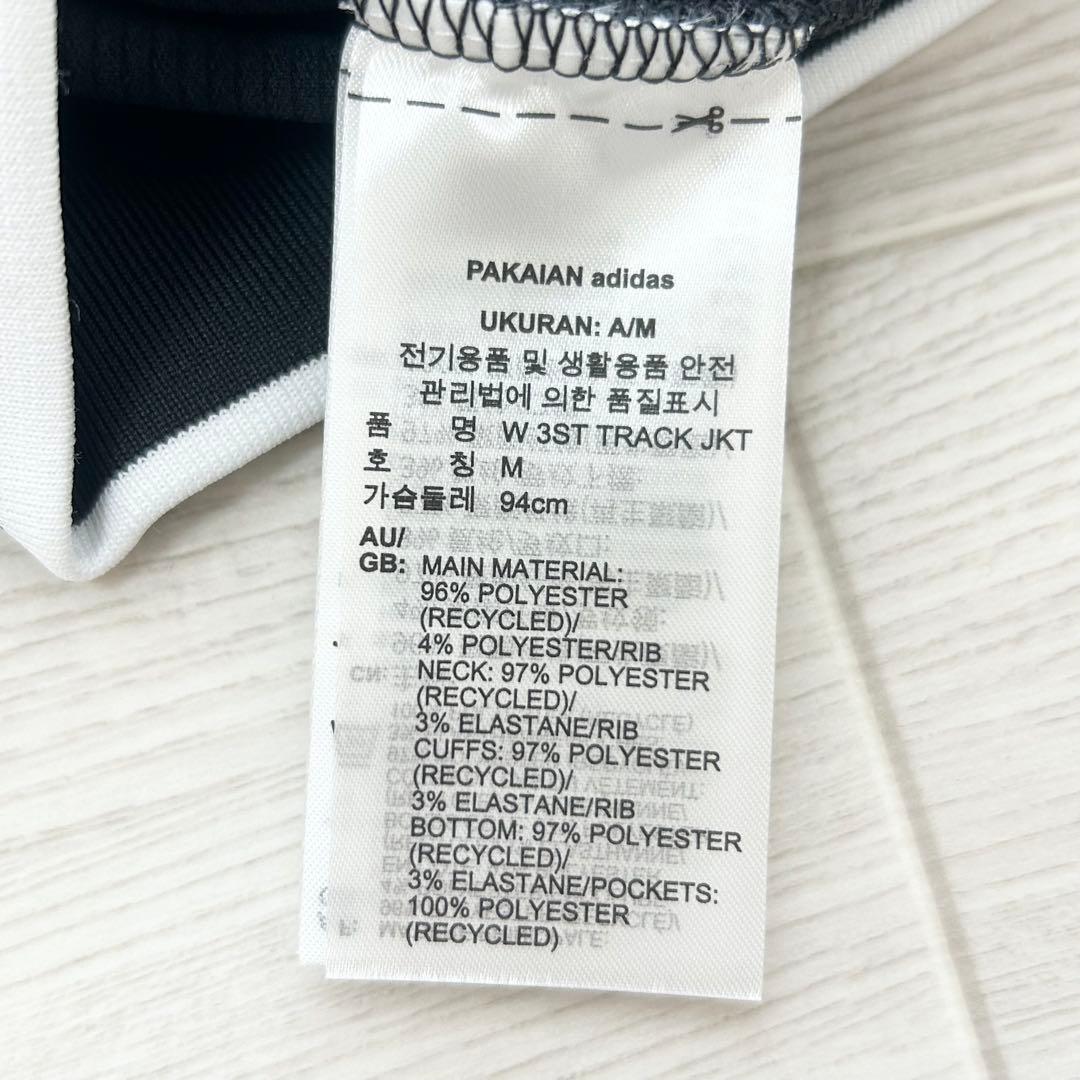 PAKAIAN adidas
UKURAN: A/M
전기용품 및 생활용품 안전
관리법에 의한 품질표시
품 명 W 3ST TRACK JKT
호 칭 M
가슴둘레 94cm
AU/
GB: MAIN MATERIAL:
96% POLYESTER
(RECYCLED)/
4% POLYESTER/RIB
NECK: 97% POLYESTER
(RECYCLED)/
3% ELASTANE/RIB
CUFFS: 97% POLYESTER
(RECYCLED)/
3% ELASTANE/RIB
BOTTOM: 97% POLYESTER
(RECYCLED)/
3% ELASTANE/POCKETS:
100% POLYESTER
(RECYCLED)